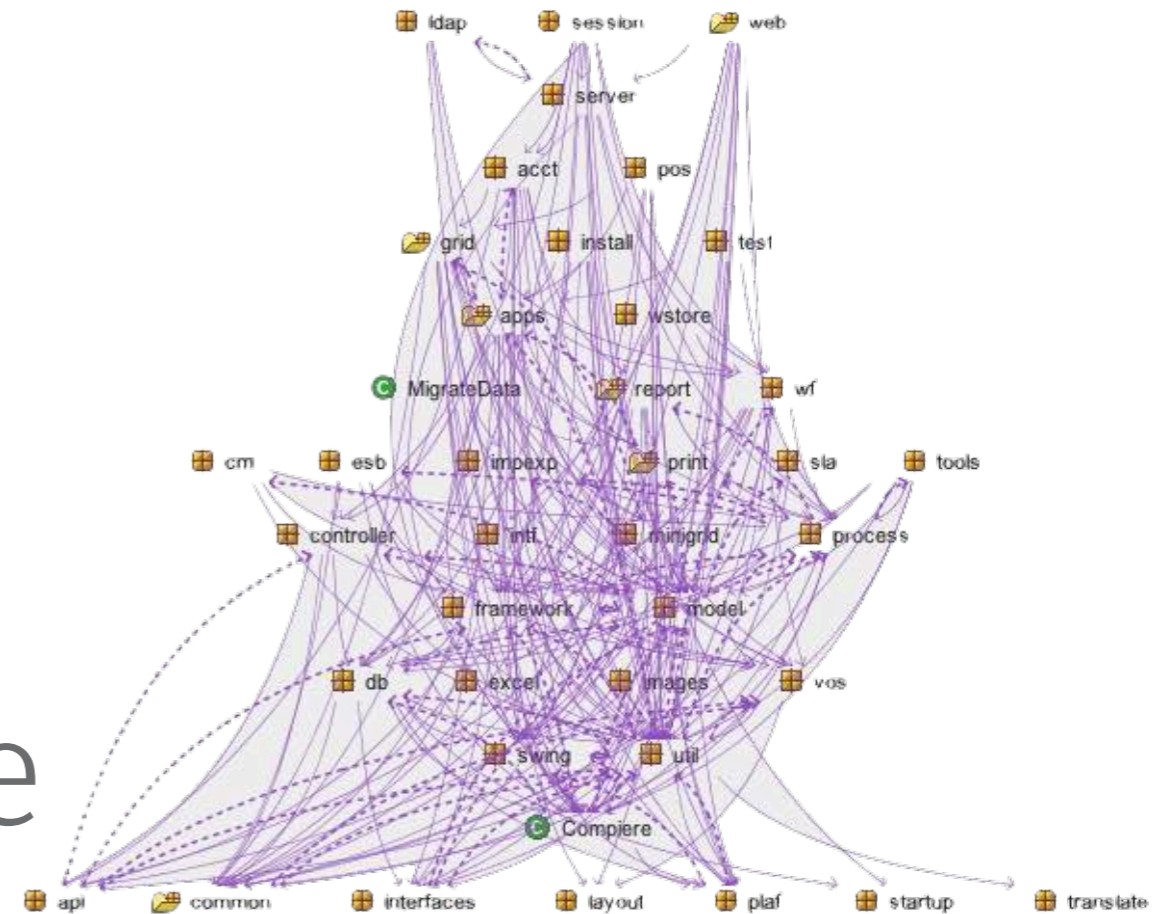 ldap session web
server
acct pos
grid install test
apps wstore
C MigrateData report wf
cm esb impexp print sla tools
controller intf minigrid process
framework model
db excel images vos
e
swing util
C Compiere
api common interfaces layout plaf startup translate